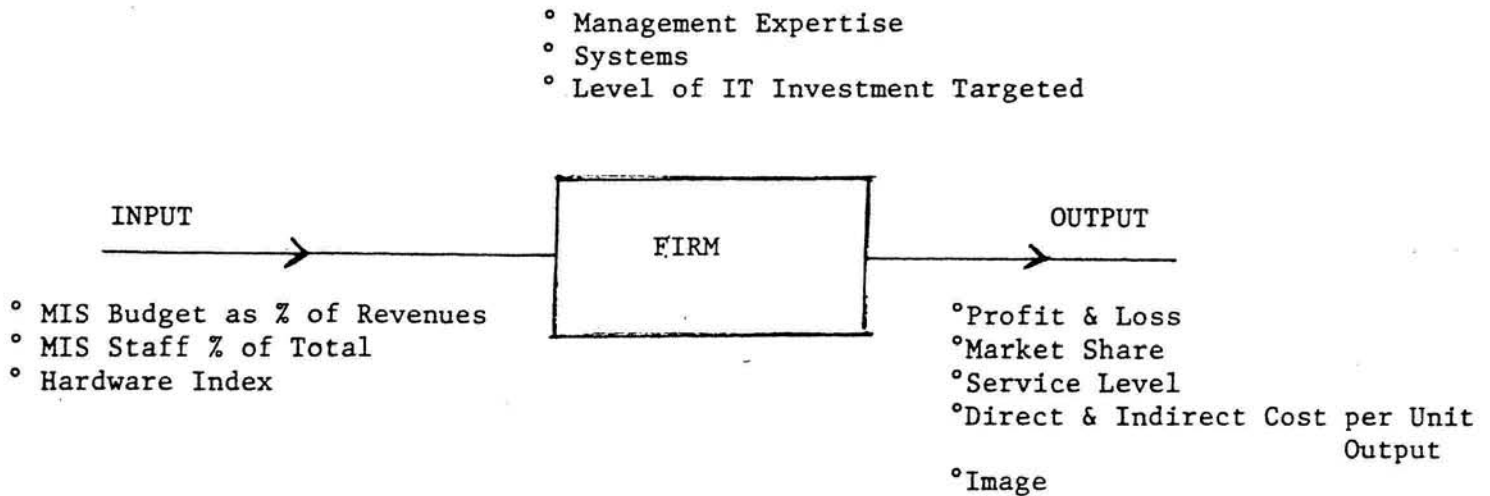 ° Management Expertise
° Systems
° Level of IT Investment Targeted
INPUT
FIRM
OUTPUT
° MIS Budget as % of Revenues
° MIS Staff % of Total
° Hardware Index
°Profit & Loss
°Market Share
°Service Level
°Direct & Indirect Cost per Unit
Output
°Image